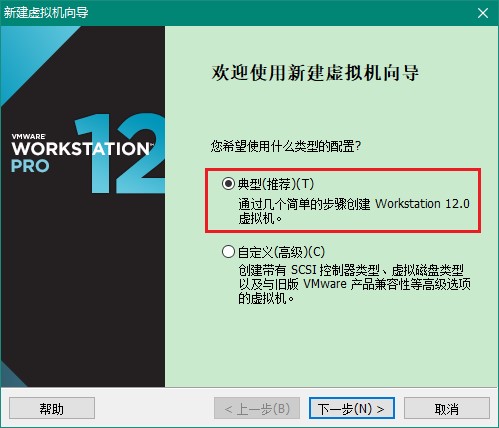 新建虚拟机向导
VMWARE
WORKSTATION
PRO
12
欢迎使用新建虚拟机向导
您希望使用什么类型的配置?
典型(推荐)(T)
通过几个简单的步骤创建 Workstation 12.0
虚拟机。
自定义(高级)(C)
创建带有 SCSI 控制器类型、虚拟磁盘类型
以及与旧版 VMware 产品兼容性等高级选项
的虚拟机。
帮助
< 上一步(B)
下一步(N) >
取消